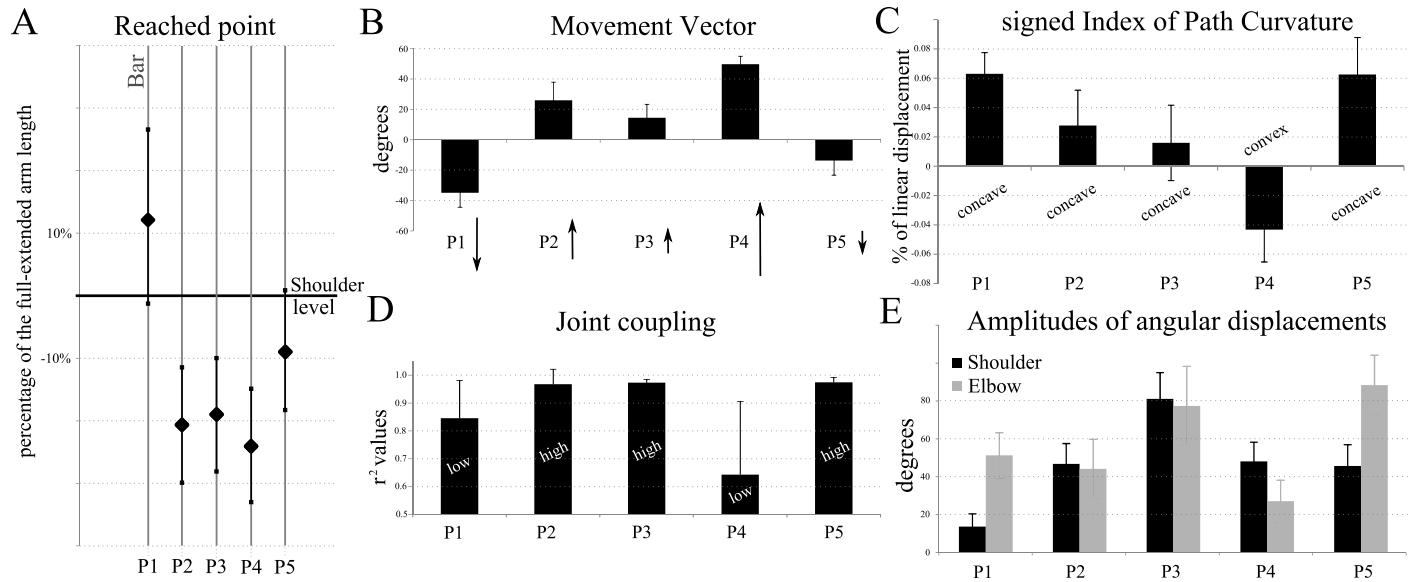 A
Reached point
percentage of the full-extended arm length
Bar
10%
-10%
Shoulder
level
P1 P2 P3 P4 P5
B
Movement Vector
degrees
60
40
20
0
-20
-40
-60
P1 P2 P3 P4 P5
C
signed Index of Path Curvature
% of linear displacement
0.08
0.06
0.04
0.02
0
-0.02
-0.04
-0.06
-0.08
concave
concave
concave
convex
concave
P1 P2 P3 P4 P5
D
Joint coupling
r² values
1.0
0.9
0.8
0.7
0.6
0.5
low
high
high
low
high
P1 P2 P3 P4 P5
E
Amplitudes of angular displacements
Shoulder
Elbow
degrees
80
60
40
20
0
P1 P2 P3 P4 P5